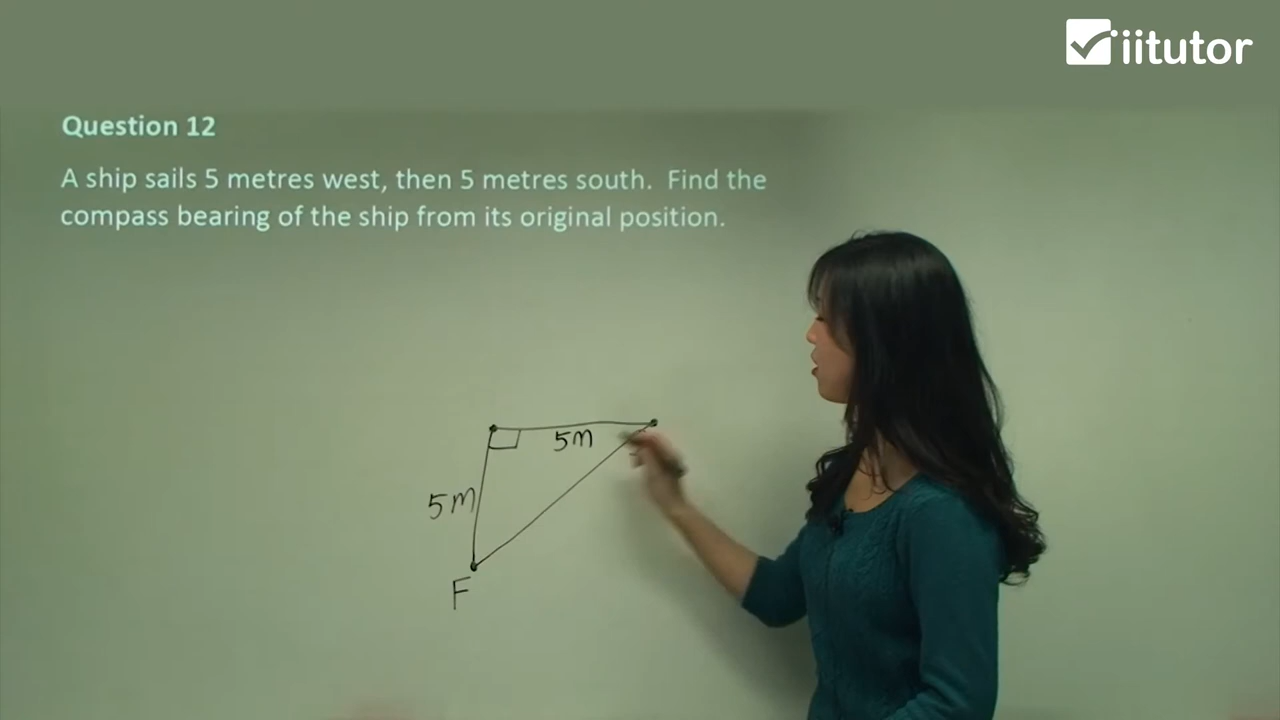 iitutor
Question 12
A ship sails 5 metres west, then 5 metres south. Find the
compass bearing of the ship from its original position.
5m
5m
F